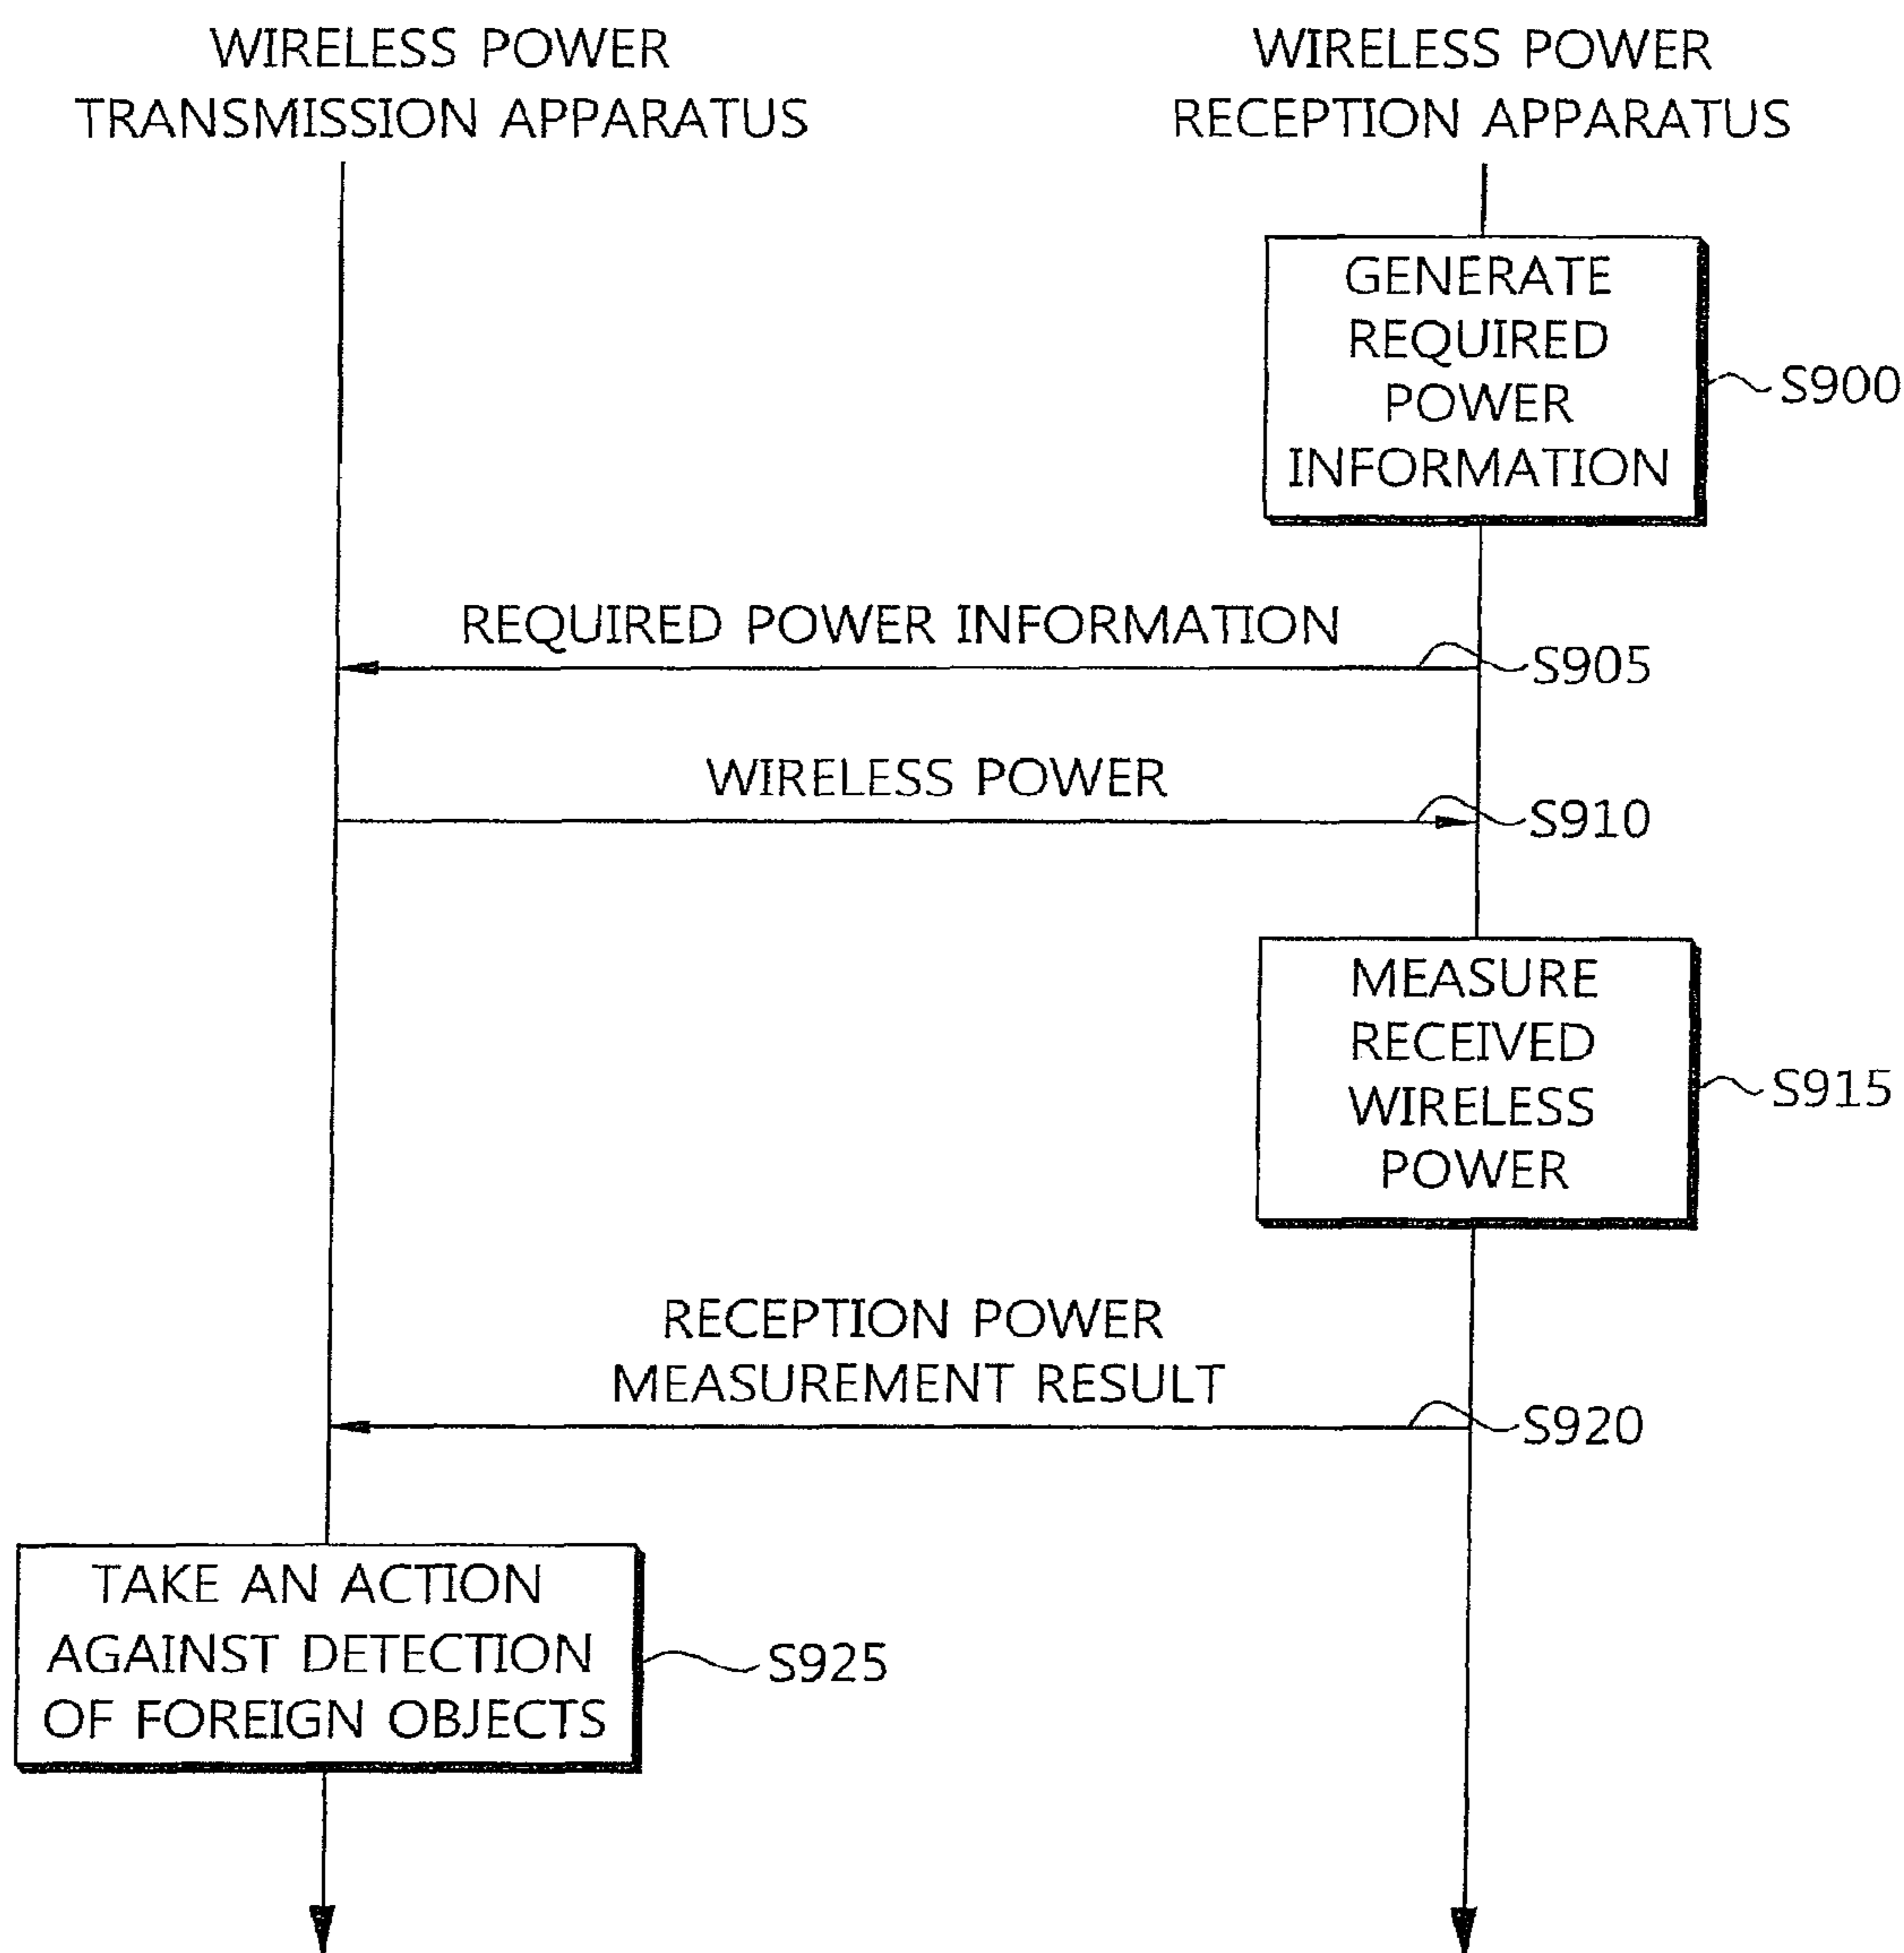 WIRELESS POWER
TRANSMISSION APPARATUS
WIRELESS POWER
RECEPTION APPARATUS
GENERATE
REQUIRED
POWER
INFORMATION
S900
REQUIRED POWER INFORMATION
S905
WIRELESS POWER
S910
MEASURE
RECEIVED
WIRELESS
POWER
S915
RECEPTION POWER
MEASUREMENT RESULT
S920
TAKE AN ACTION
AGAINST DETECTION
OF FOREIGN OBJECTS
S925